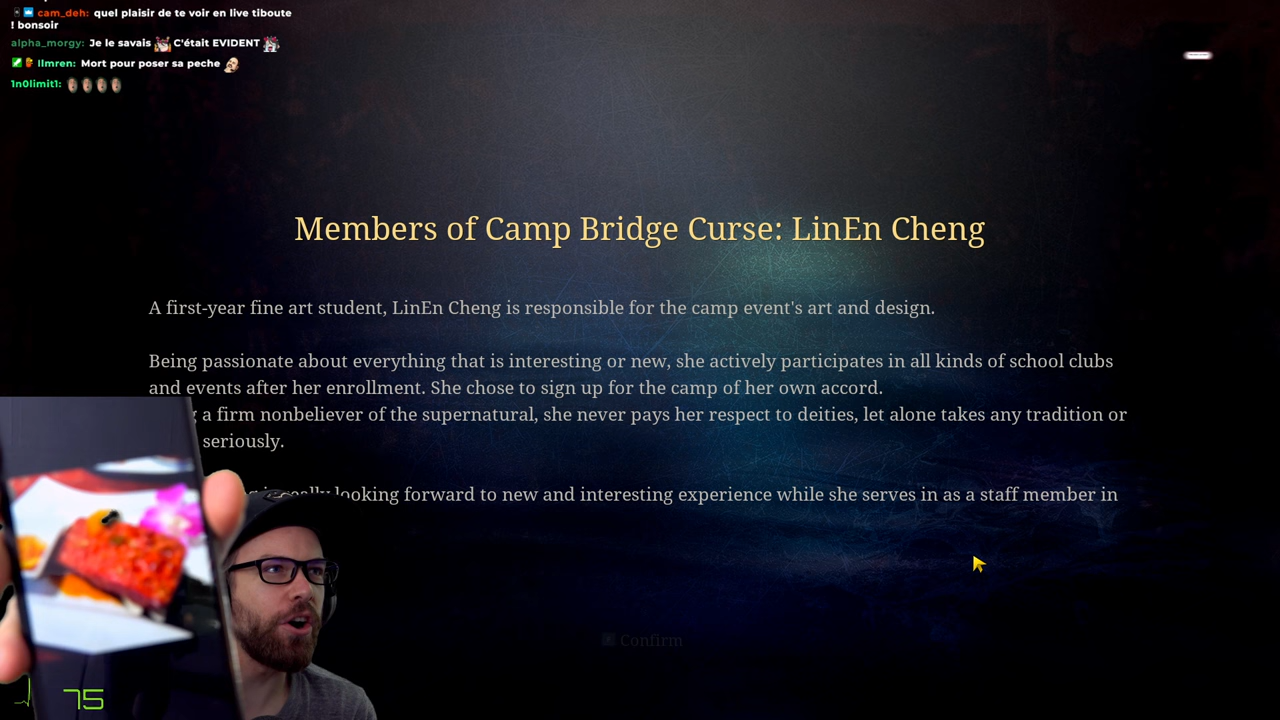 cam_deh: quel plaisir de te voir en live tiboute
! bonsoir
alpha_morgy: Je le savais C'était EVIDENT
llmren: Mort pour poser sa peche
1n0limit1:
Members of Camp Bridge Curse: LinEn Cheng
A first-year fine art student, LinEn Cheng is responsible for the camp event's art and design.
Being passionate about everything that is interesting or new, she actively participates in all kinds of school clubs
and events after her enrollment. She chose to sign up for the camp of her own accord.
a firm nonbeliever of the supernatural, she never pays her respect to deities, let alone takes any tradition or
seriously.
looking forward to new and interesting experience while she serves in as a staff member in
Confirm
75